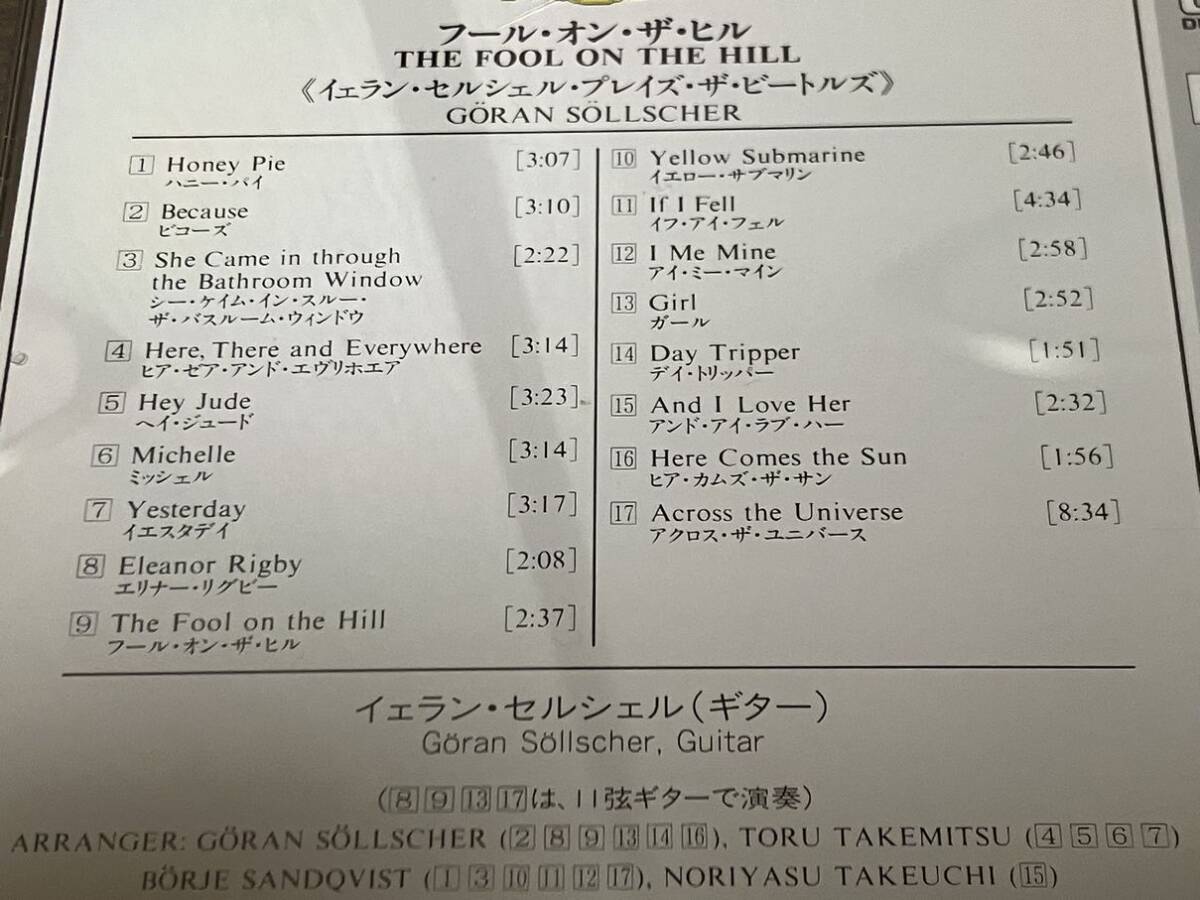 フール・オン・ザ・ヒル
THE FOOL ON THE HILL
《イェラン・セルシェル・プレイズ・ザ・ビートルズ》
GÖRAN SÖLLSCHER
1 Honey Pie [3:07]
ハニー・パイ
2 Because [3:10]
ビコーズ
3 She Came in through [2:22]
the Bathroom Window
シー・ケイム・イン・スルー・
ザ・バスルーム・ウィンドウ
4 Here, There and Everywhere [3:14]
ヒア・ゼア・アンド・エヴリホエア
5 Hey Jude [3:23]
ヘイ・ジュード
6 Michelle [3:14]
ミッシェル
7 Yesterday [3:17]
イエスタデイ
8 Eleanor Rigby [2:08]
エリナー・リグビー
9 The Fool on the Hill [2:37]
フール・オン・ザ・ヒル
10 Yellow Submarine [2:46]
イエロー・サブマリン
11 If I Fell [4:34]
イフ・アイ・フェル
12 I Me Mine [2:58]
アイ・ミー・マイン
13 Girl [2:52]
ガール
14 Day Tripper [1:51]
デイ・トリッパー
15 And I Love Her [2:32]
アンド・アイ・ラブ・ハー
16 Here Comes the Sun [1:56]
ヒア・カムズ・ザ・サン
17 Across the Universe [8:34]
アクロス・ザ・ユニバース
イェラン・セルシェル（ギター）
Göran Söllscher, Guitar
（8 9 13 17は、11弦ギターで演奏）
ARRANGER: GÖRAN SÖLLSCHER (2 8 9 13 14 16), TORU TAKEMITSU (4 5 6 7)
BÖRJE SANDQVIST (1 3 10 11 12 17), NORIYASU TAKEUCHI (15)